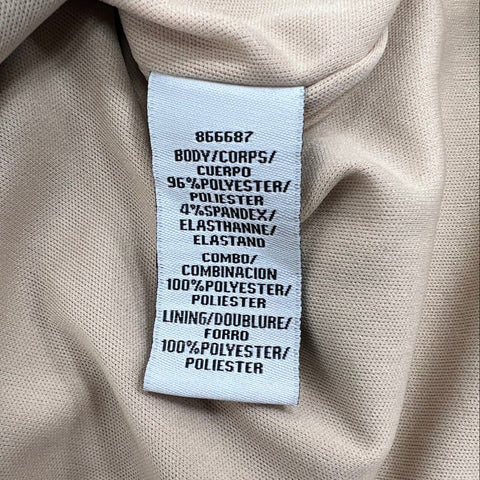 866687
BODY/CORPS/
CUERPO
96%POLYESTER/
POLIESTER
4%SPANDEX/
ELASTHANNE/
ELASTANO
COMBO/
COMBINACION
100%POLYESTER/
POLIESTER
LINING/DOUBLURE/
FORRO
100%POLYESTER/
POLIESTER